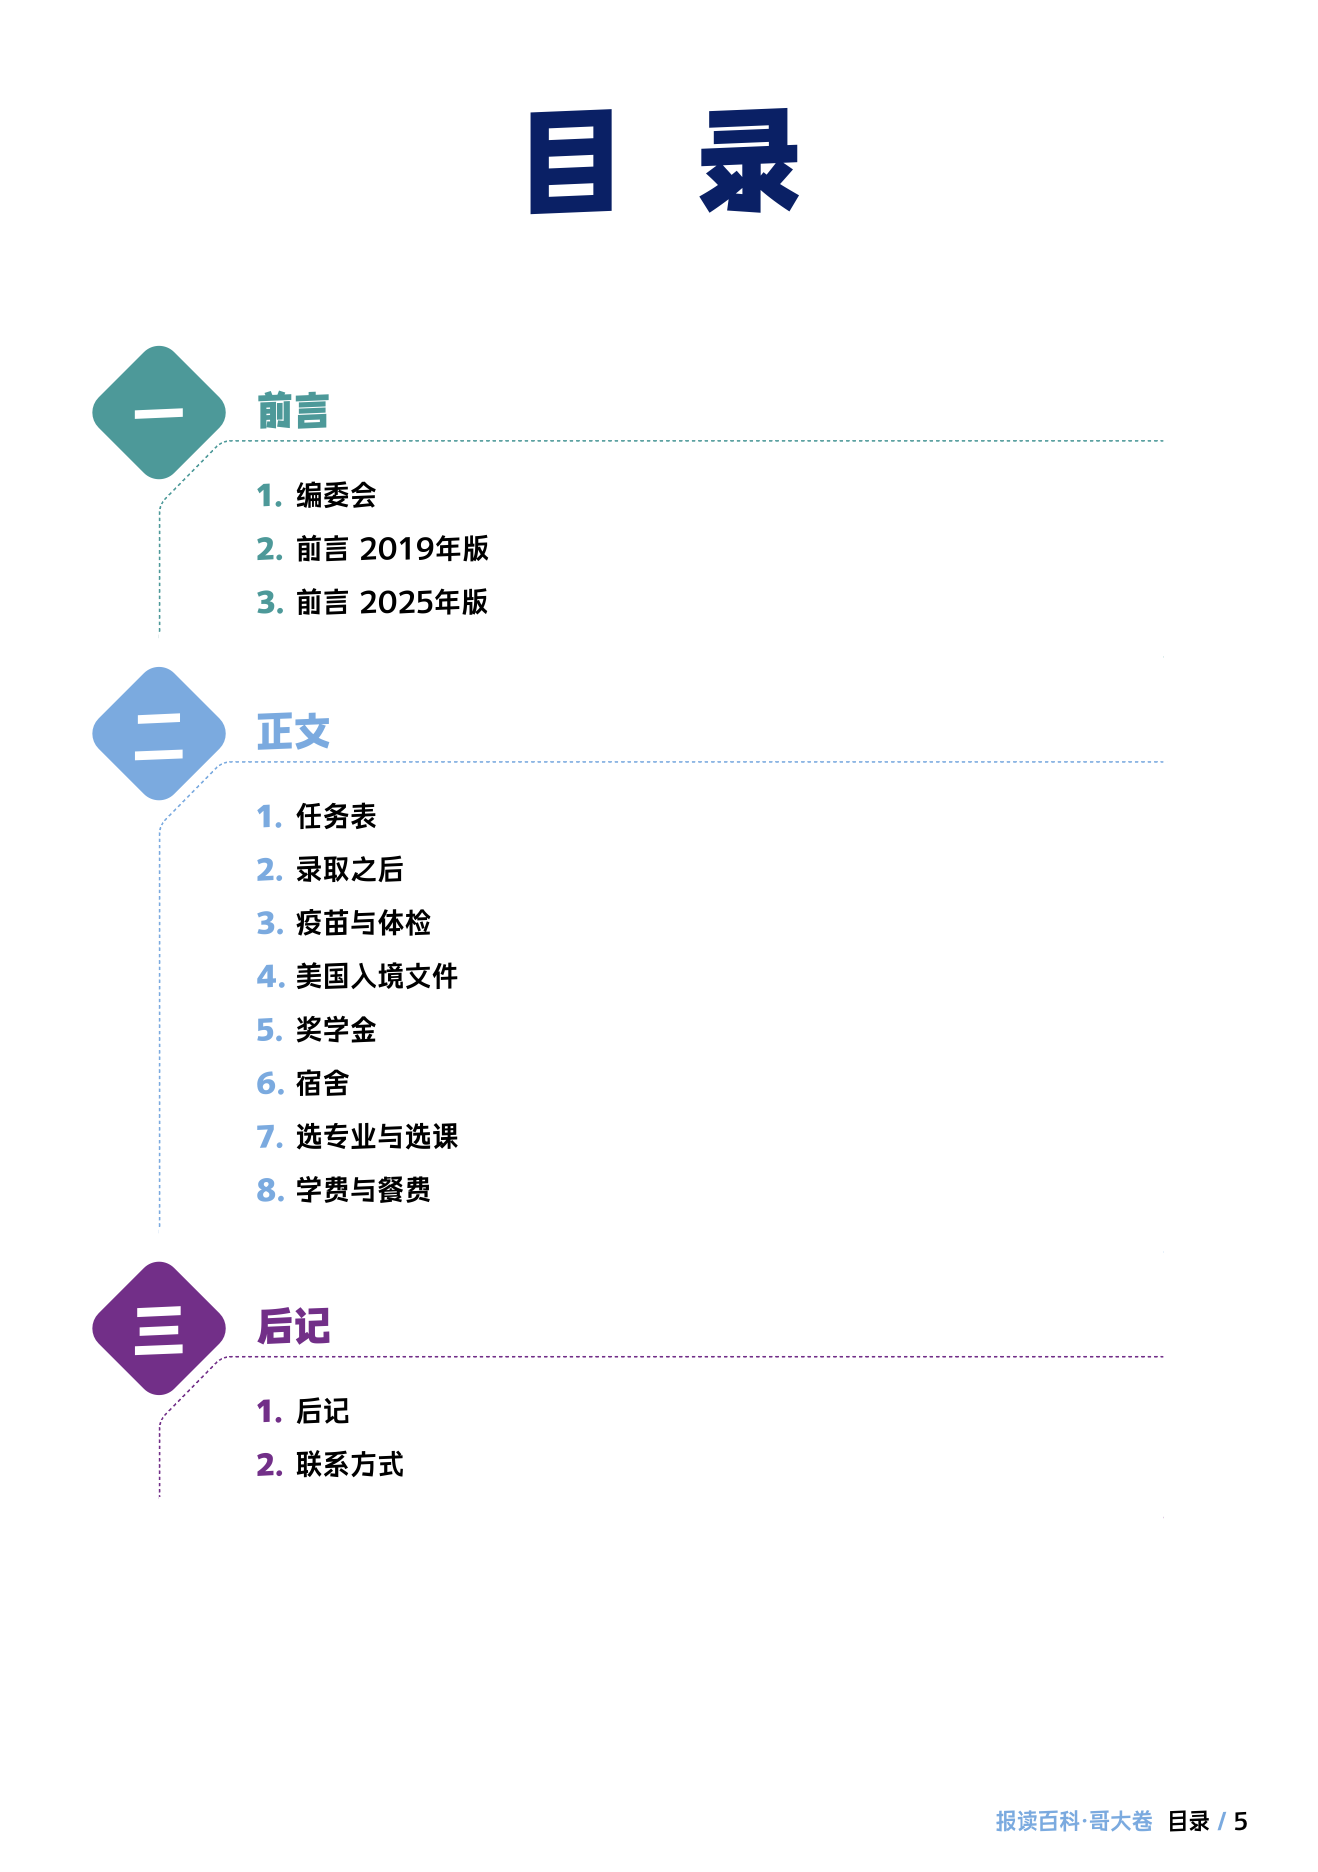 目 录
一
前言
1. 编委会
2. 前言 2019年版
3. 前言 2025年版
二
正文
1. 任务表
2. 录取之后
3. 疫苗与体检
4. 美国入境文件
5. 奖学金
6. 宿舍
7. 选专业与选课
8. 学费与餐费
三
后记
1. 后记
2. 联系方式
报读百科·哥大卷 目录 / 5